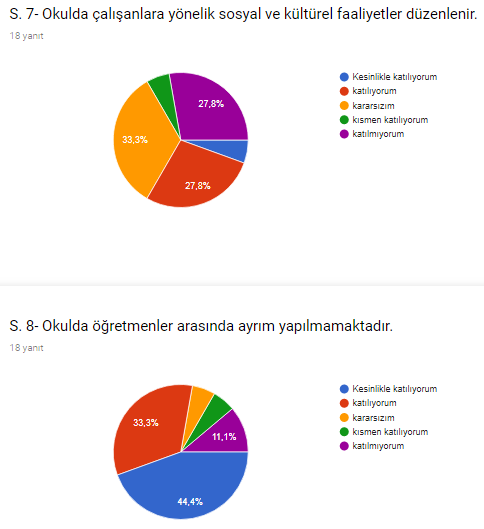 S. 7- Okulda çalışanlara yönelik sosyal ve kültürel faaliyetler düzenlenir.
18 yanıt
Kesinlikle katılıyorum
katılıyorum
kararsızım
kısmen katılıyorum
katılmıyorum
27,8%
33,3%
27,8%
S. 8- Okulda öğretmenler arasında ayrım yapılmamaktadır.
18 yanıt
Kesinlikle katılıyorum
katılıyorum
kararsızım
kısmen katılıyorum
katılmıyorum
33,3%
11,1%
44,4%